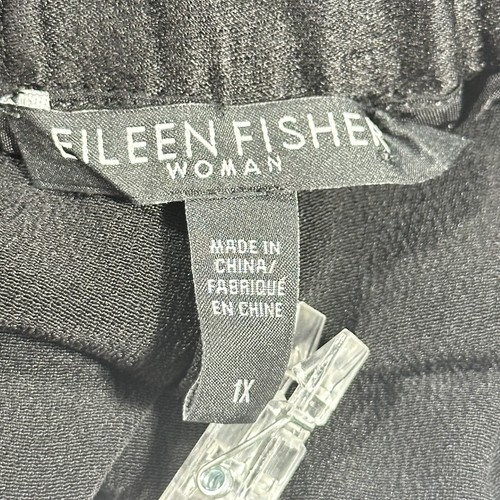 EILEEN FISHER
WOMAN
MADE IN
CHINA/
FABRIQUÉ
EN CHINE
1X